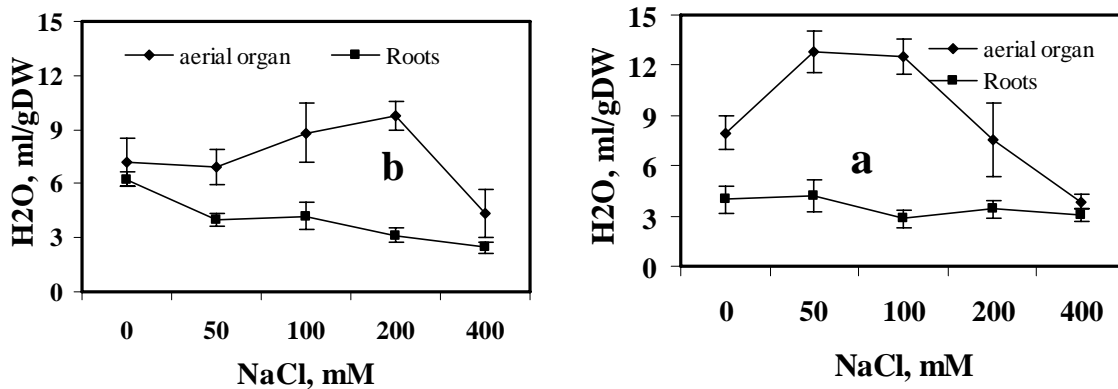 15
12
9
6
3
0
H2O, ml/gDW
aerial organ Roots
b
0 50 100 200 400
NaCl, mM
15
12
9
6
3
0
H2O, ml/gDW
aerial organ
Roots
a
0 50 100 200 400
NaCl, mM